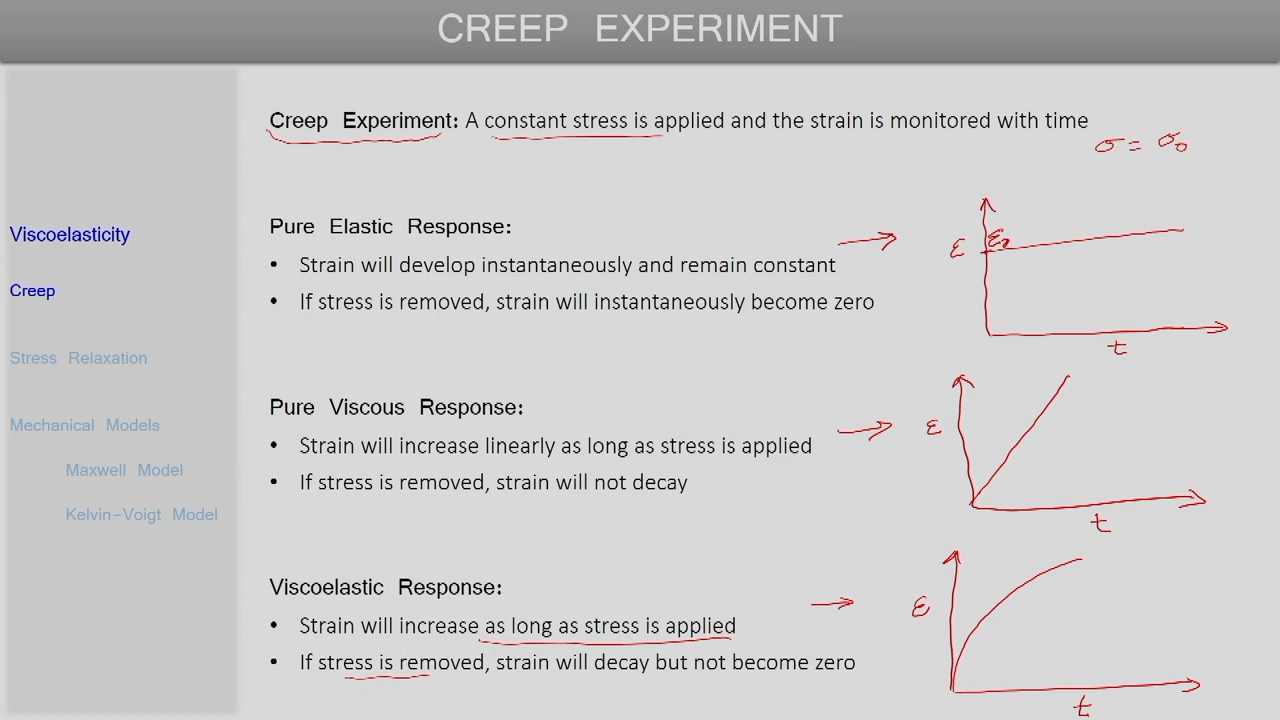 CREEP EXPERIMENT
Creep Experiment: A constant stress is applied and the strain is monitored with time
σ = σ₀
Viscoelasticity
Creep
Stress Relaxation
Mechanical Models
Maxwell Model
Kelvin-Voigt Model
Pure Elastic Response:
• Strain will develop instantaneously and remain constant
• If stress is removed, strain will instantaneously become zero
ε
t
Pure Viscous Response:
• Strain will increase linearly as long as stress is applied
• If stress is removed, strain will not decay
ε
t
Viscoelastic Response:
• Strain will increase as long as stress is applied
• If stress is removed, strain will decay but not become zero
ε
t